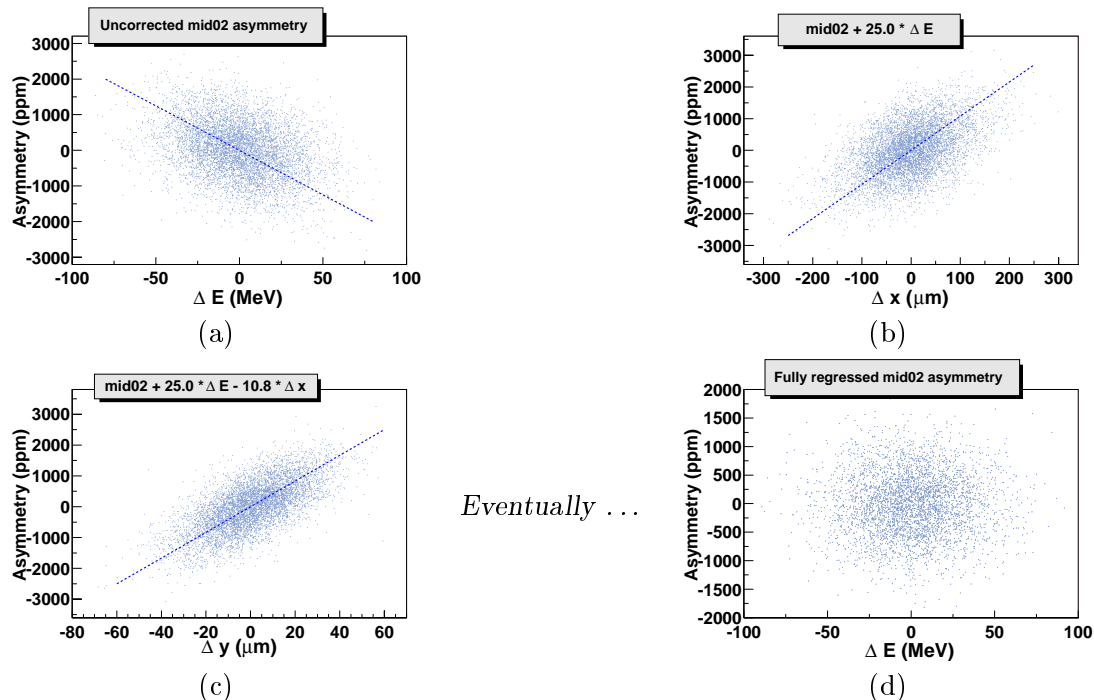 Uncorrected mid02 asymmetry
Asymmetry (ppm)
3000
2000
1000
0
-1000
-2000
-3000
-100 -50 0 50 100
Δ E (MeV)
(a)
mid02 + 25.0 * Δ E
Asymmetry (ppm)
3000
2000
1000
0
-1000
-2000
-3000
-300 -200 -100 0 100 200 300
Δ x (μm)
(b)
mid02 + 25.0 * Δ E - 10.8 * Δ x
Asymmetry (ppm)
3000
2000
1000
0
-1000
-2000
-3000
-80 -60 -40 -20 0 20 40 60
Δ y (μm)
(c)
Eventually ...
Fully regressed mid02 asymmetry
Asymmetry (ppm)
2000
1500
1000
500
0
-500
-1000
-1500
-2000
-100 -50 0 50 100
Δ E (MeV)
(d)